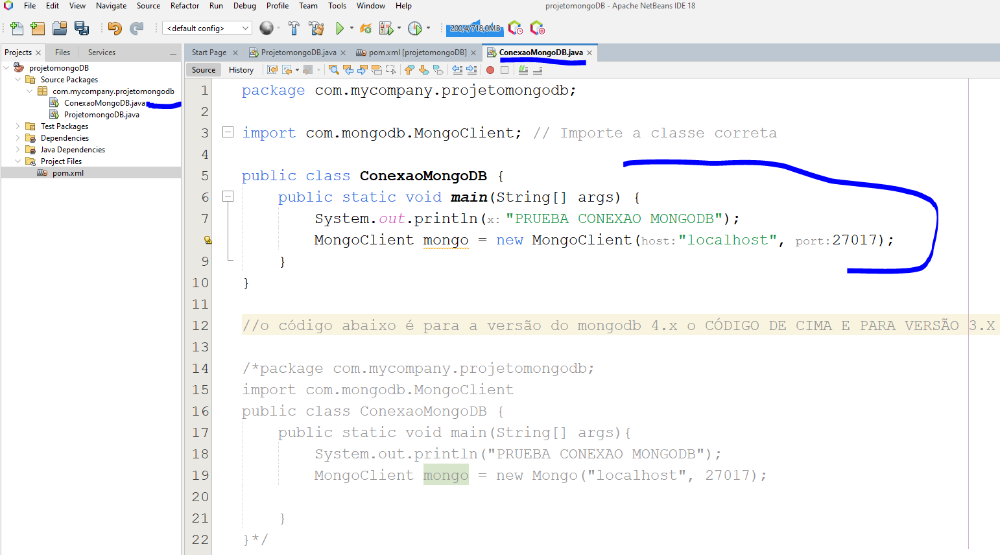 File Edit View Navigate Source Refactor Run Debug Profile Team Tools Window Help
projetomongoDB - Apache NetBeans IDE 18
<default config>
200,4/718,0MB
Projects Files Services
Start Page ProjetomongoDB.java pom.xml [projetomongoDB] ConexaoMongoDB.java
Source History
projetomongoDB
Source Packages
com.mycompany.projetomongodb
ConexaoMongoDB.java
ProjetomongoDB.java
Test Packages
Dependencies
Java Dependencies
Project Files
pom.xml
1 package com.mycompany.projetomongodb;
2
3 import com.mongodb.MongoClient; // Importe a classe correta
4
5 public class ConexaoMongoDB {
6 public static void main(String[] args) {
7 System.out.println(x: "PRUEBA CONEXAO MONGODB");
MongoClient mongo = new MongoClient(host:"localhost", port:27017);
9 }
10 }
11
12 //o código abaixo é para a versão do mongodb 4.x o CÓDIGO DE CIMA E PARA VERSÃO 3.X
13
14 /*package com.mycompany.projetomongodb;
15 import com.mongodb.MongoClient
16 public class ConexaoMongoDB {
17 public static void main(String[] args){
18 System.out.println("PRUEBA CONEXAO MONGODB");
19 MongoClient mongo = new Mongo("localhost", 27017);
20
21 }
22 }*/